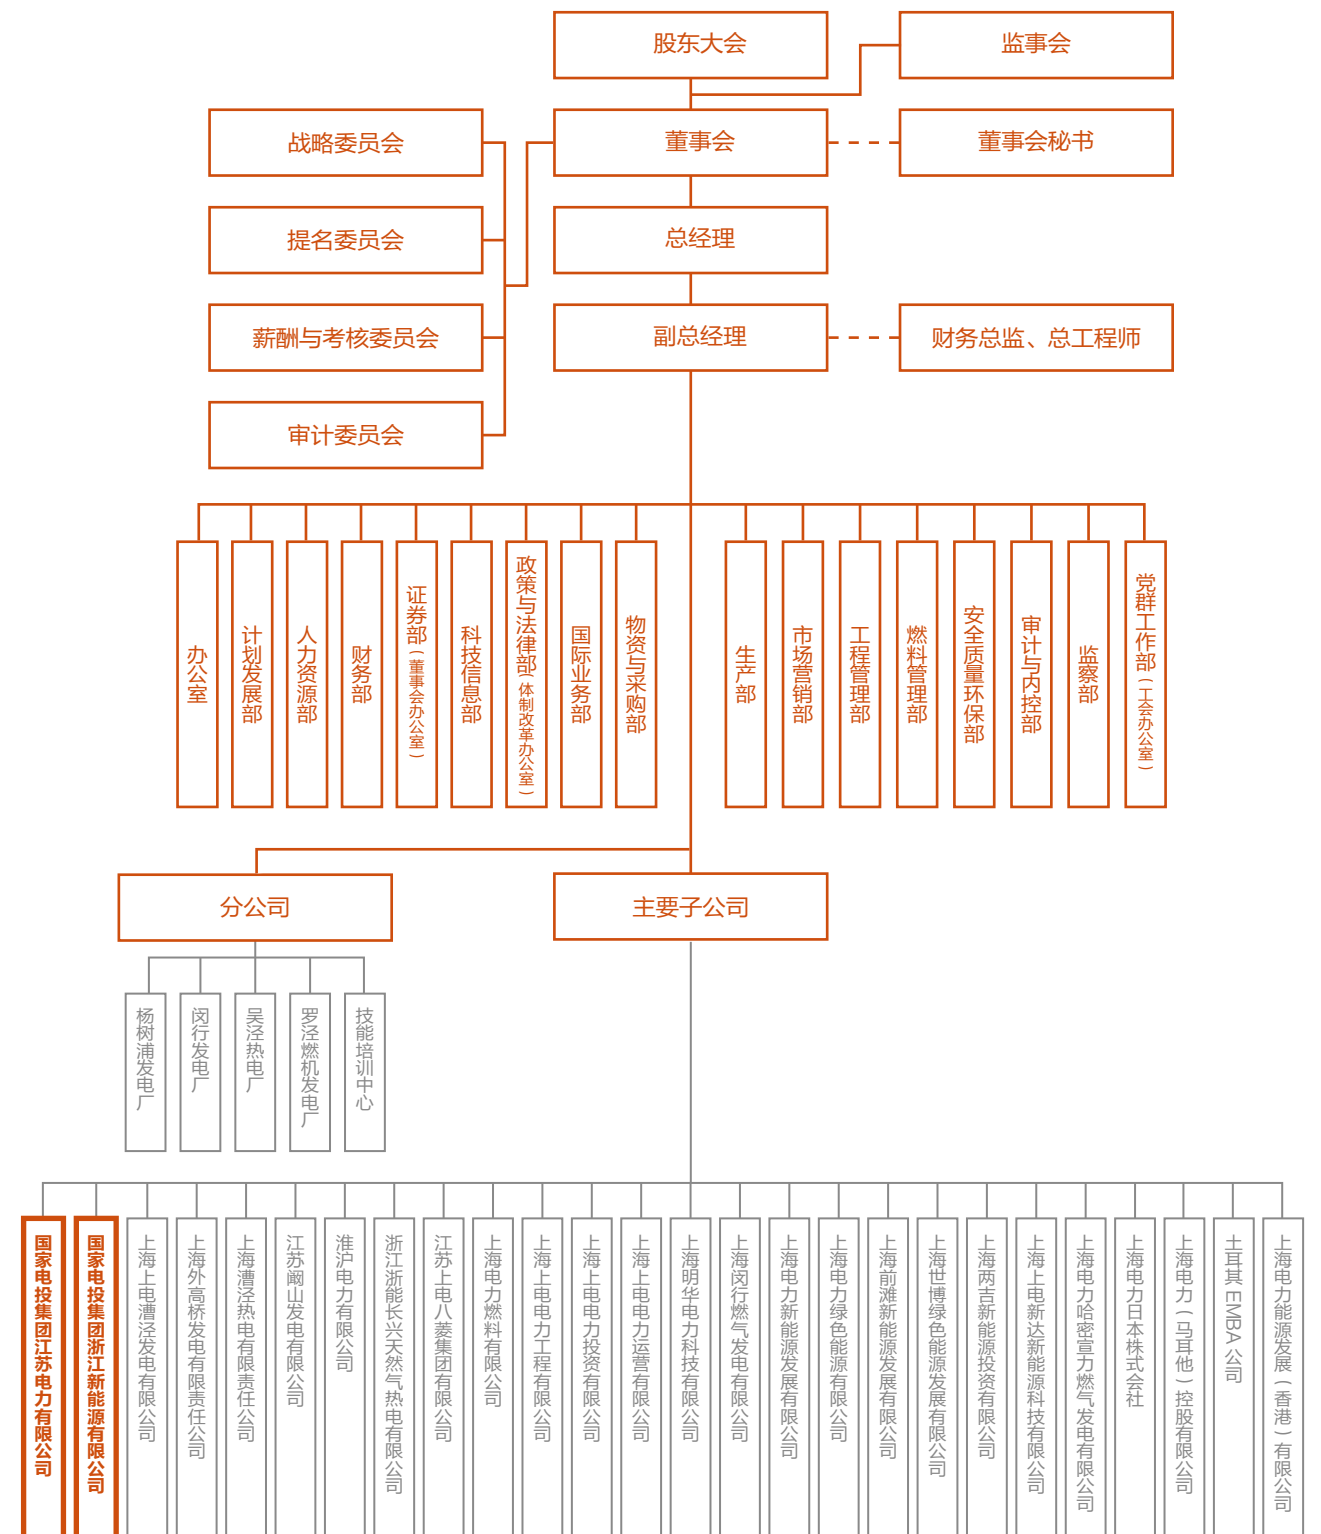 股东大会
监事会
战略委员会
董事会
董事会秘书
提名委员会
总经理
薪酬与考核委员会
副总经理
财务总监、总工程师
审计委员会
办公室
计划发展部
人力资源部
财务部
证券部(董事会办公室)
科技信息部
政策与法律部(体制改革办公室)
国际业务部
物资与采购部
生产部
市场营销部
工程管理部
燃料管理部
安全质量环保部
审计与内控部
监察部
党群工作部(工会办公室)
分公司
主要子公司
杨树浦发电厂
闵行发电厂
吴泾热电厂
罗泾燃机发电厂
技能培训中心
国家电投集团江苏电力有限公司
国家电投集团浙江新能源有限公司
上海上电漕泾发电有限公司
上海外高桥发电有限责任公司
上海漕泾热电有限责任公司
江苏阚山发电有限公司
淮沪电力有限公司
浙江浙能长兴天然气热电有限公司
江苏上电八菱集团有限公司
上海电力燃料有限公司
上海上电电力工程有限公司
上海上电电力投资有限公司
上海上电电力运营有限公司
上海明华电力科技有限公司
上海闵行燃气发电有限公司
上海电力新能源发展有限公司
上海电力绿色能源有限公司
上海前滩新能源发展有限公司
上海世博绿色能源发展有限公司
上海两吉新能源投资有限公司
上海上电新达新能源科技有限公司
上海电力哈密宣力燃气发电有限公司
上海电力日本株式会社
上海电力(马耳他)控股有限公司
土耳其 EMBA 公司
上海电力能源发展(香港)有限公司